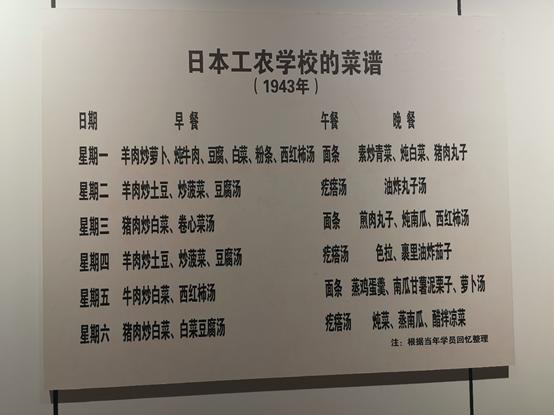 日本工农学校的菜谱
（1943年）
日期 早餐 午餐 晚餐
星期一 羊肉炒萝卜、炖牛肉、豆腐、白菜、粉条、西红柿汤 面条 素炒青菜、炖白菜、猪肉丸子
星期二 羊肉炒土豆、炒菠菜、豆腐汤 疙瘩汤 油炸丸子汤
星期三 猪肉炒白菜、卷心菜汤 面条 煎肉丸子、炖南瓜、西红柿汤
星期四 羊肉炒土豆、炒菠菜、豆腐汤 疙瘩汤 色拉、裹里油炸茄子
星期五 牛肉炒白菜、西红柿汤 面条 蒸鸡蛋羹、南瓜甘薯泥栗子、萝卜汤
星期六 猪肉炒白菜、白菜豆腐汤 疙瘩汤 炖菜、蒸南瓜、醋拌凉菜
注：根据当年学员回忆整理